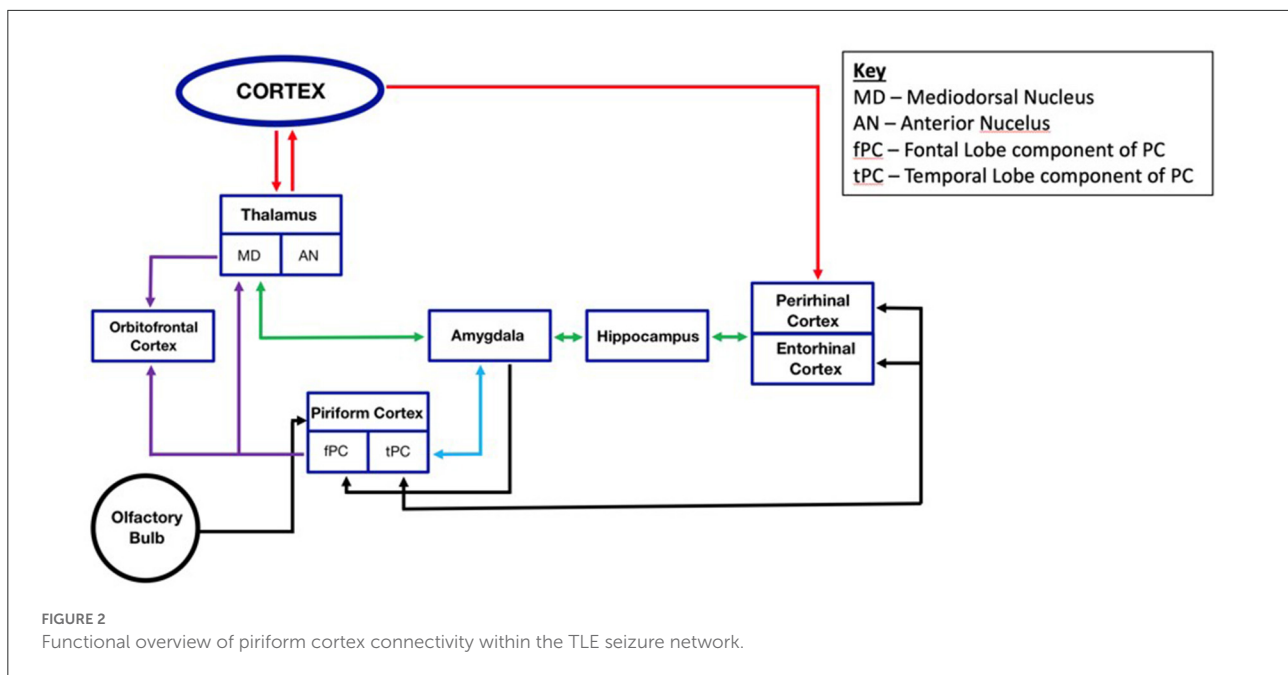 CORTEX
Key
MD – Mediodorsal Nucleus
AN – Anterior Nucelus
fPC – Fontal Lobe component of PC
tPC – Temporal Lobe component of PC
Thalamus
MD
AN
Orbitofrontal
Cortex
Amygdala
Hippocampus
Perirhinal
Cortex
Entorhinal
Cortex
Piriform Cortex
fPC
tPC
Olfactory
Bulb
FIGURE 2
Functional overview of piriform cortex connectivity within the TLE seizure network.